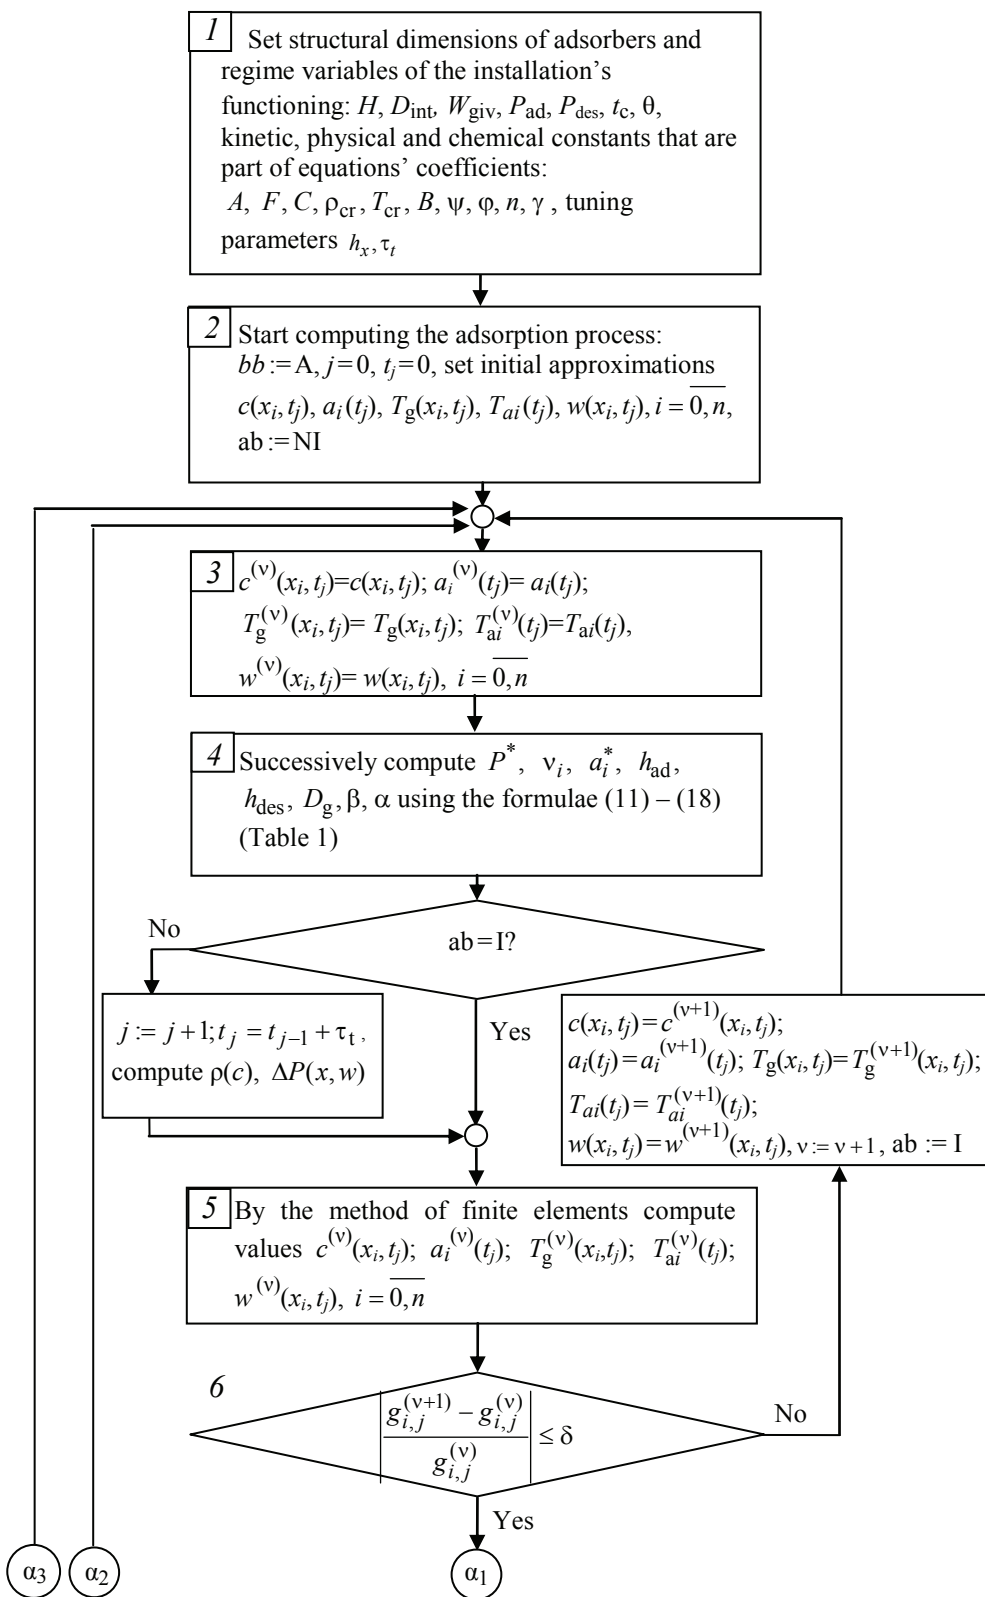 1
Set structural dimensions of adsorbers and
regime variables of the installation's
functioning: H, D_int, W_giv, P_ad, P_des, t_c, θ,
kinetic, physical and chemical constants that are
part of equations' coefficients:
A, F, C, ρ_cr, T_cr, B, ψ, φ, n, γ , tuning
parameters h_x, τ_t
2
Start computing the adsorption process:
bb := A, j=0, t_j=0, set initial approximations
c(x_i, t_j), a_i(t_j), T_g(x_i, t_j), T_ai(t_j), w(x_i, t_j), i = \overline{0, n},
ab := NI
3
c^(ν)(x_i, t_j)=c(x_i, t_j); a_i^(ν)(t_j)= a_i(t_j);
T_g^(ν)(x_i, t_j)= T_g(x_i, t_j); T_ai^(ν)(t_j)=T_ai(t_j),
w^(ν)(x_i, t_j)= w(x_i, t_j), i = \overline{0, n}
4
Successively compute P^*, ν_i, a_i^*, h_ad,
h_des, D_g, β, α using the formulae (11) – (18)
(Table 1)
ab = I?
No
Yes
j := j+1; t_j = t_{j−1} + τ_t ,
compute ρ(c), ΔP(x, w)
c(x_i, t_j)=c^(ν+1)(x_i, t_j);
a_i(t_j)=a_i^(ν+1)(t_j); T_g(x_i, t_j)=T_g^(ν+1)(x_i, t_j);
T_ai(t_j)= T_ai^(ν+1)(t_j);
w(x_i, t_j)=w^(ν+1)(x_i, t_j), ν := ν+1 , ab := I
5
By the method of finite elements compute
values c^(ν)(x_i, t_j); a_i^(ν)(t_j); T_g^(ν)(x_i,t_j); T_ai^(ν)(t_j);
w^(ν)(x_i, t_j), i = \overline{0, n}
6
|(g_{i,j}^(ν+1) − g_{i,j}^(ν)) / g_{i,j}^(ν)| ≤ δ
No
Yes
α_3
α_2
α_1